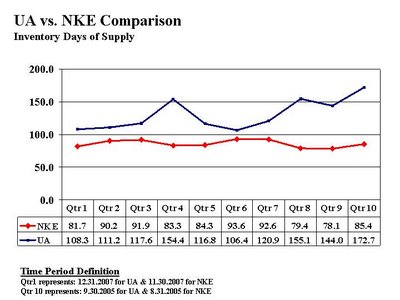 UA vs. NKE Comparison
Inventory Days of Supply
200.0
150.0
100.0
50.0
0.0
Qtr 1 Qtr 2 Qtr 3 Qtr 4 Qtr 5 Qtr 6 Qtr 7 Qtr 8 Qtr 9 Qtr 10
NKE 81.7 90.2 91.9 83.3 84.3 93.6 92.6 79.4 78.1 85.4
UA 108.3 111.2 117.6 154.4 116.8 106.4 120.9 155.1 144.0 172.7
Time Period Definition
Qtr1 represents: 12.31.2007 for UA & 11.30.2007 for NKE
Qtr 10 represents: 9.30.2005 for UA & 8.31.2005 for NKE